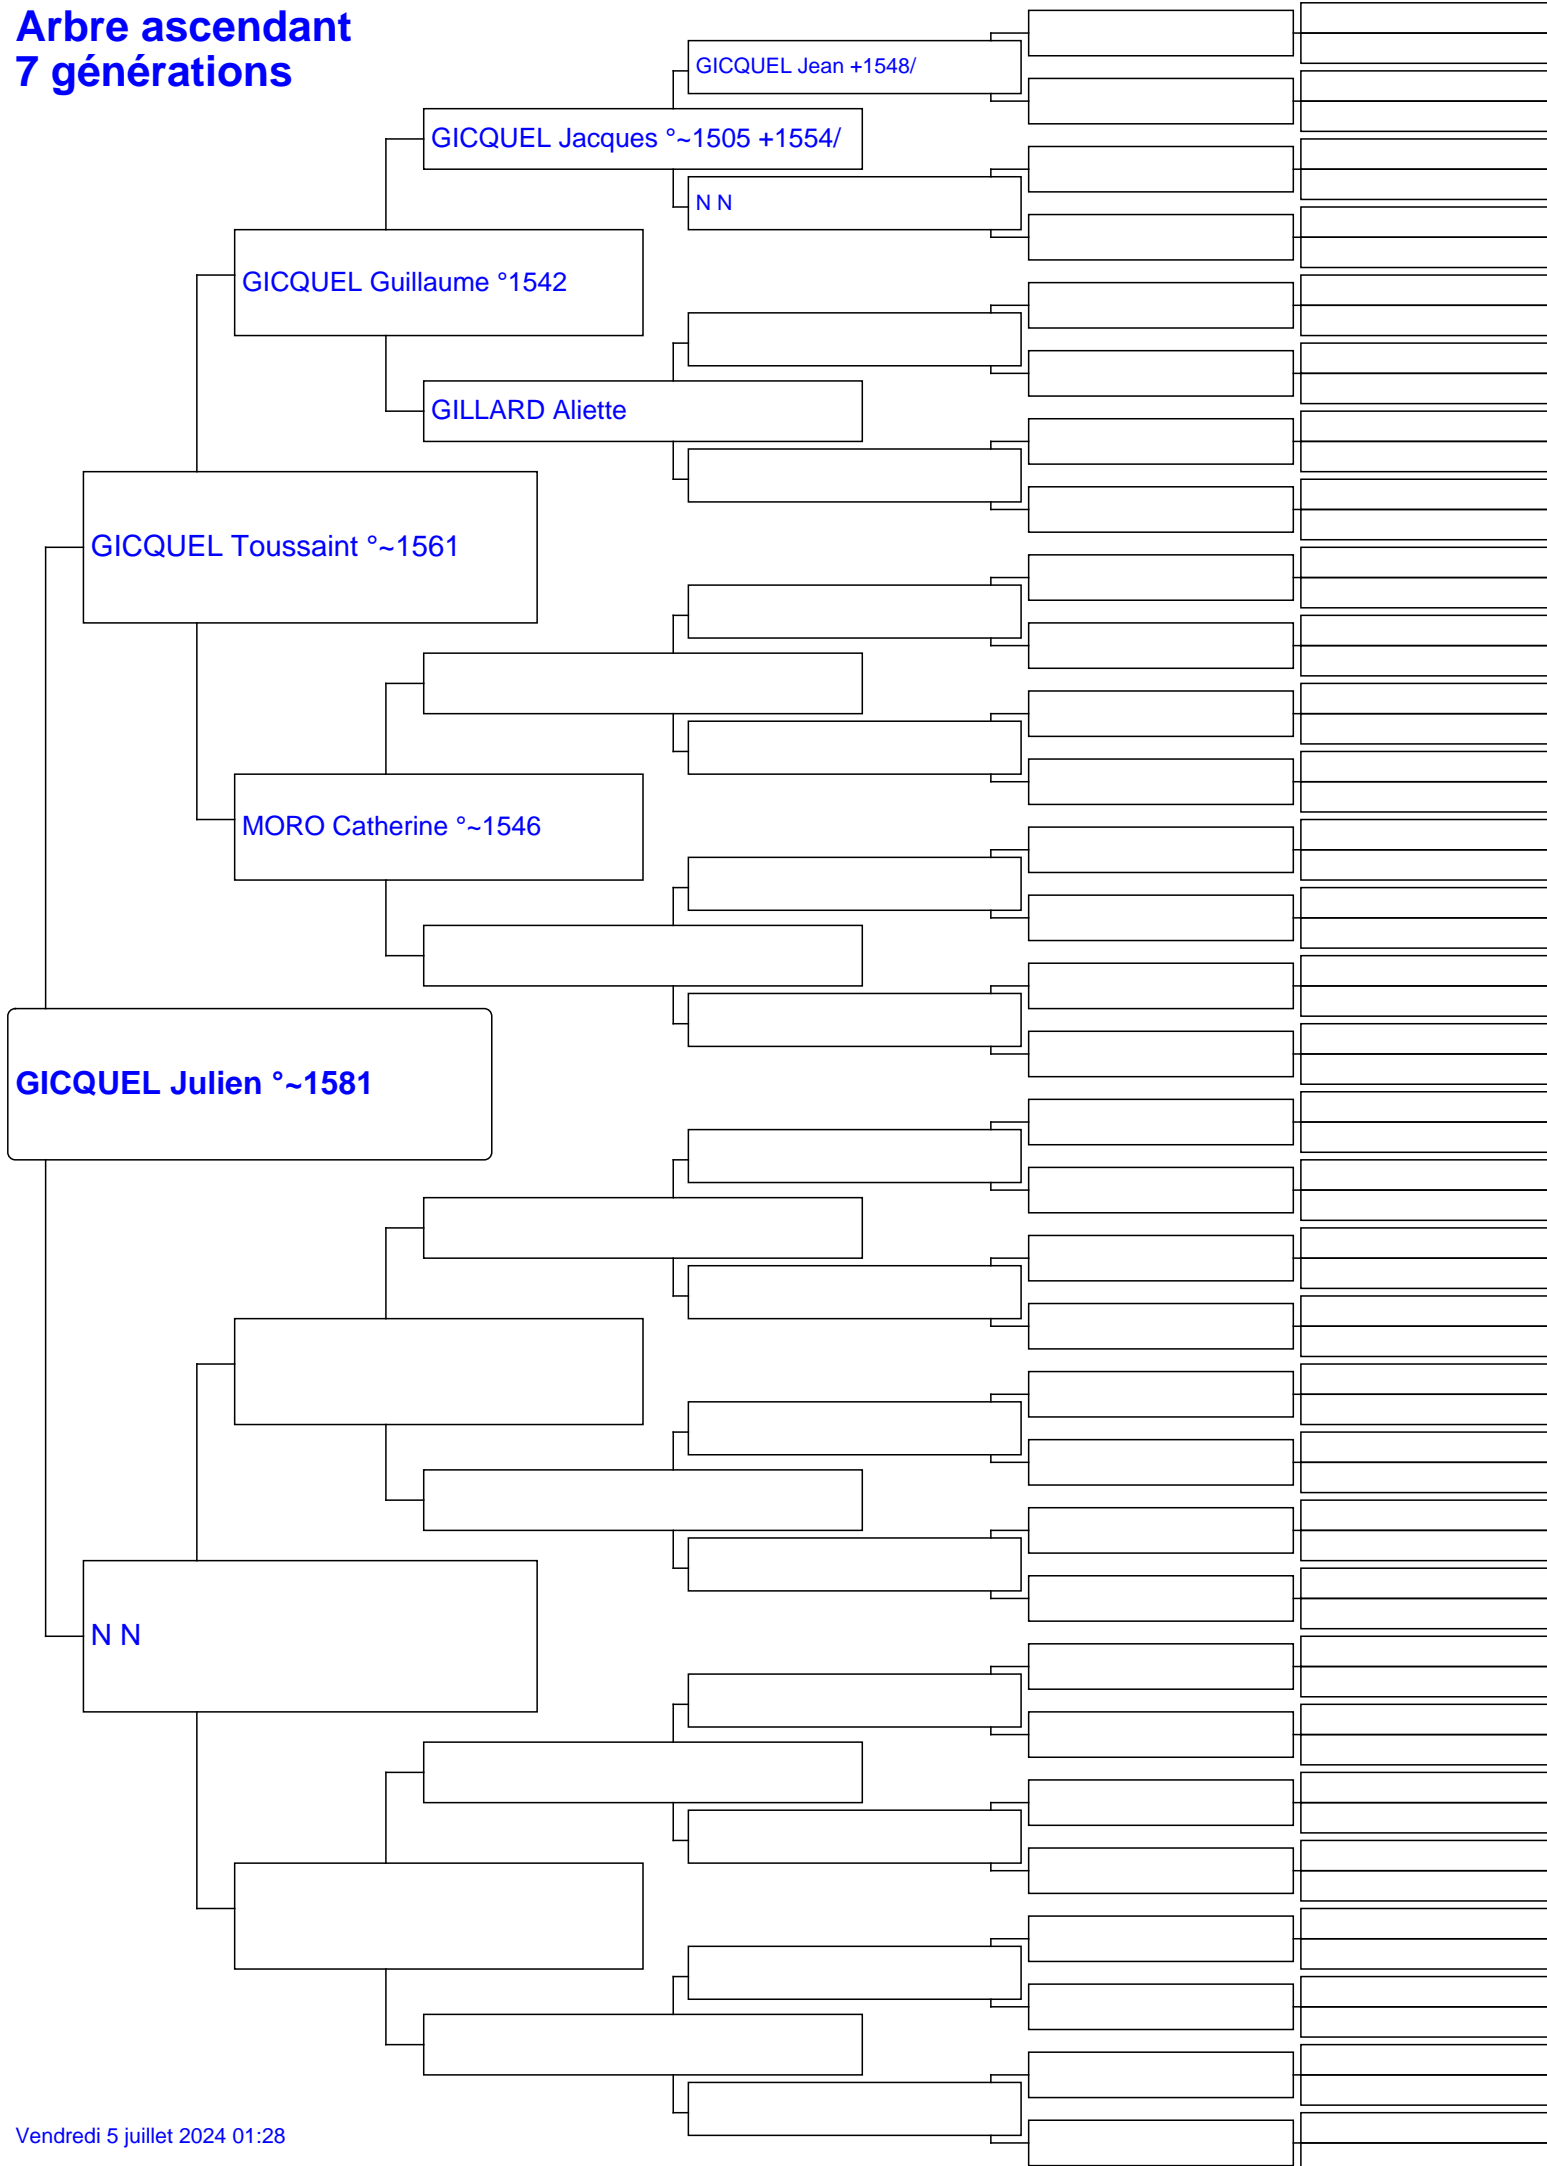 Arbre ascendant
7 générations
GICQUEL Jean +1548/
GICQUEL Jacques °~1505 +1554/
N N
GICQUEL Guillaume °1542
GILLARD Aliette
GICQUEL Toussaint °~1561
MORO Catherine °~1546
GICQUEL Julien °~1581
N N
Vendredi 5 juillet 2024 01:28